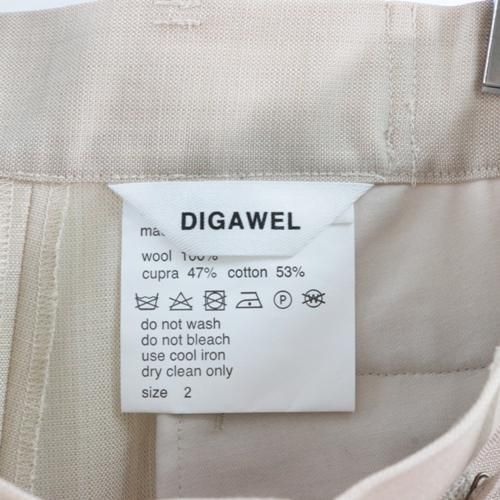 DIGAWEL
wool 100%
cupra 47% cotton 53%
P
W
do not wash
do not bleach
use cool iron
dry clean only
size 2